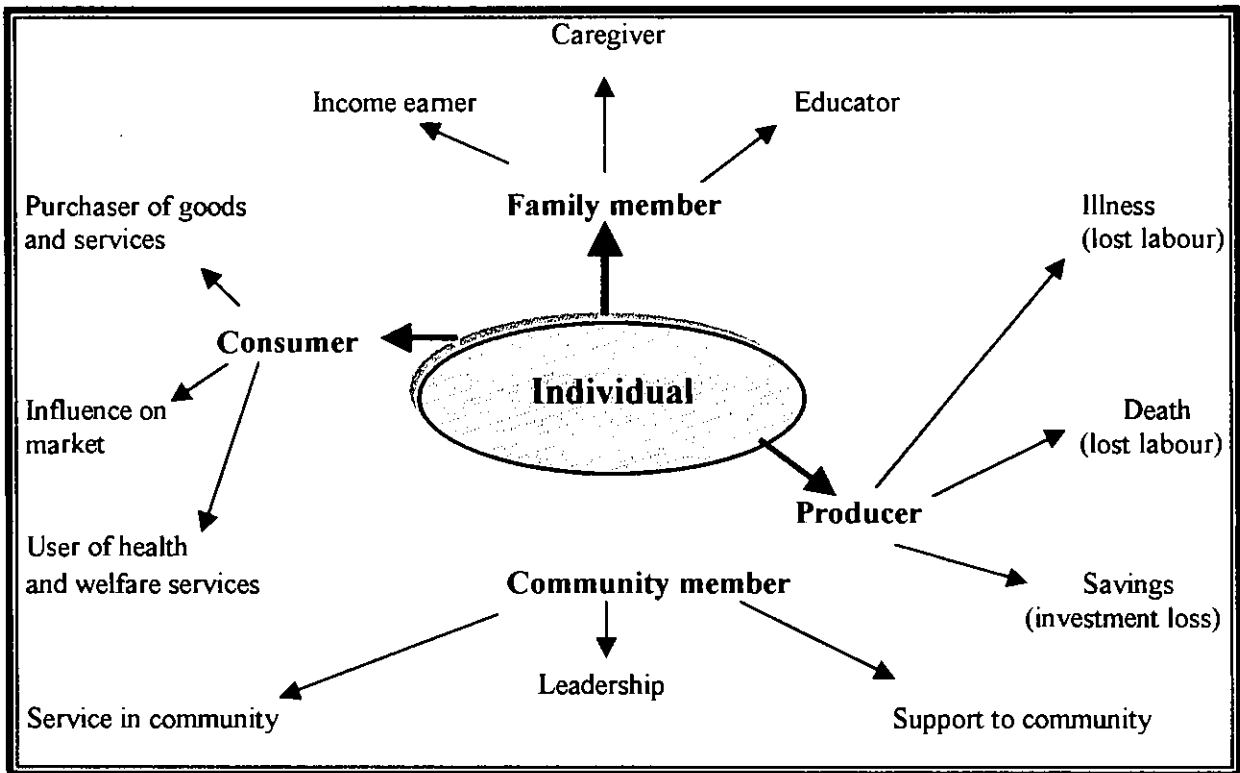 Caregiver
Income earner
Educator
Purchaser of goods
and services
Family member
Illness
(lost labour)
Consumer
Individual
Influence on
market
Death
(lost labour)
Producer
User of health
and welfare services
Community member
Savings
(investment loss)
Leadership
Service in community
Support to community